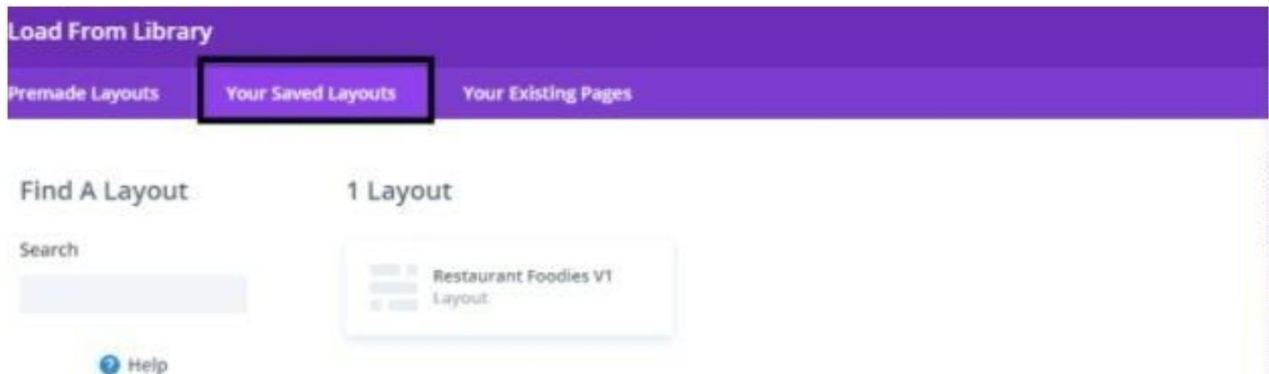 Load From Library
Premade Layouts Your Saved Layouts Your Existing Pages
Find A Layout
1 Layout
Search
Restaurant Foodies V1
Layout
Help